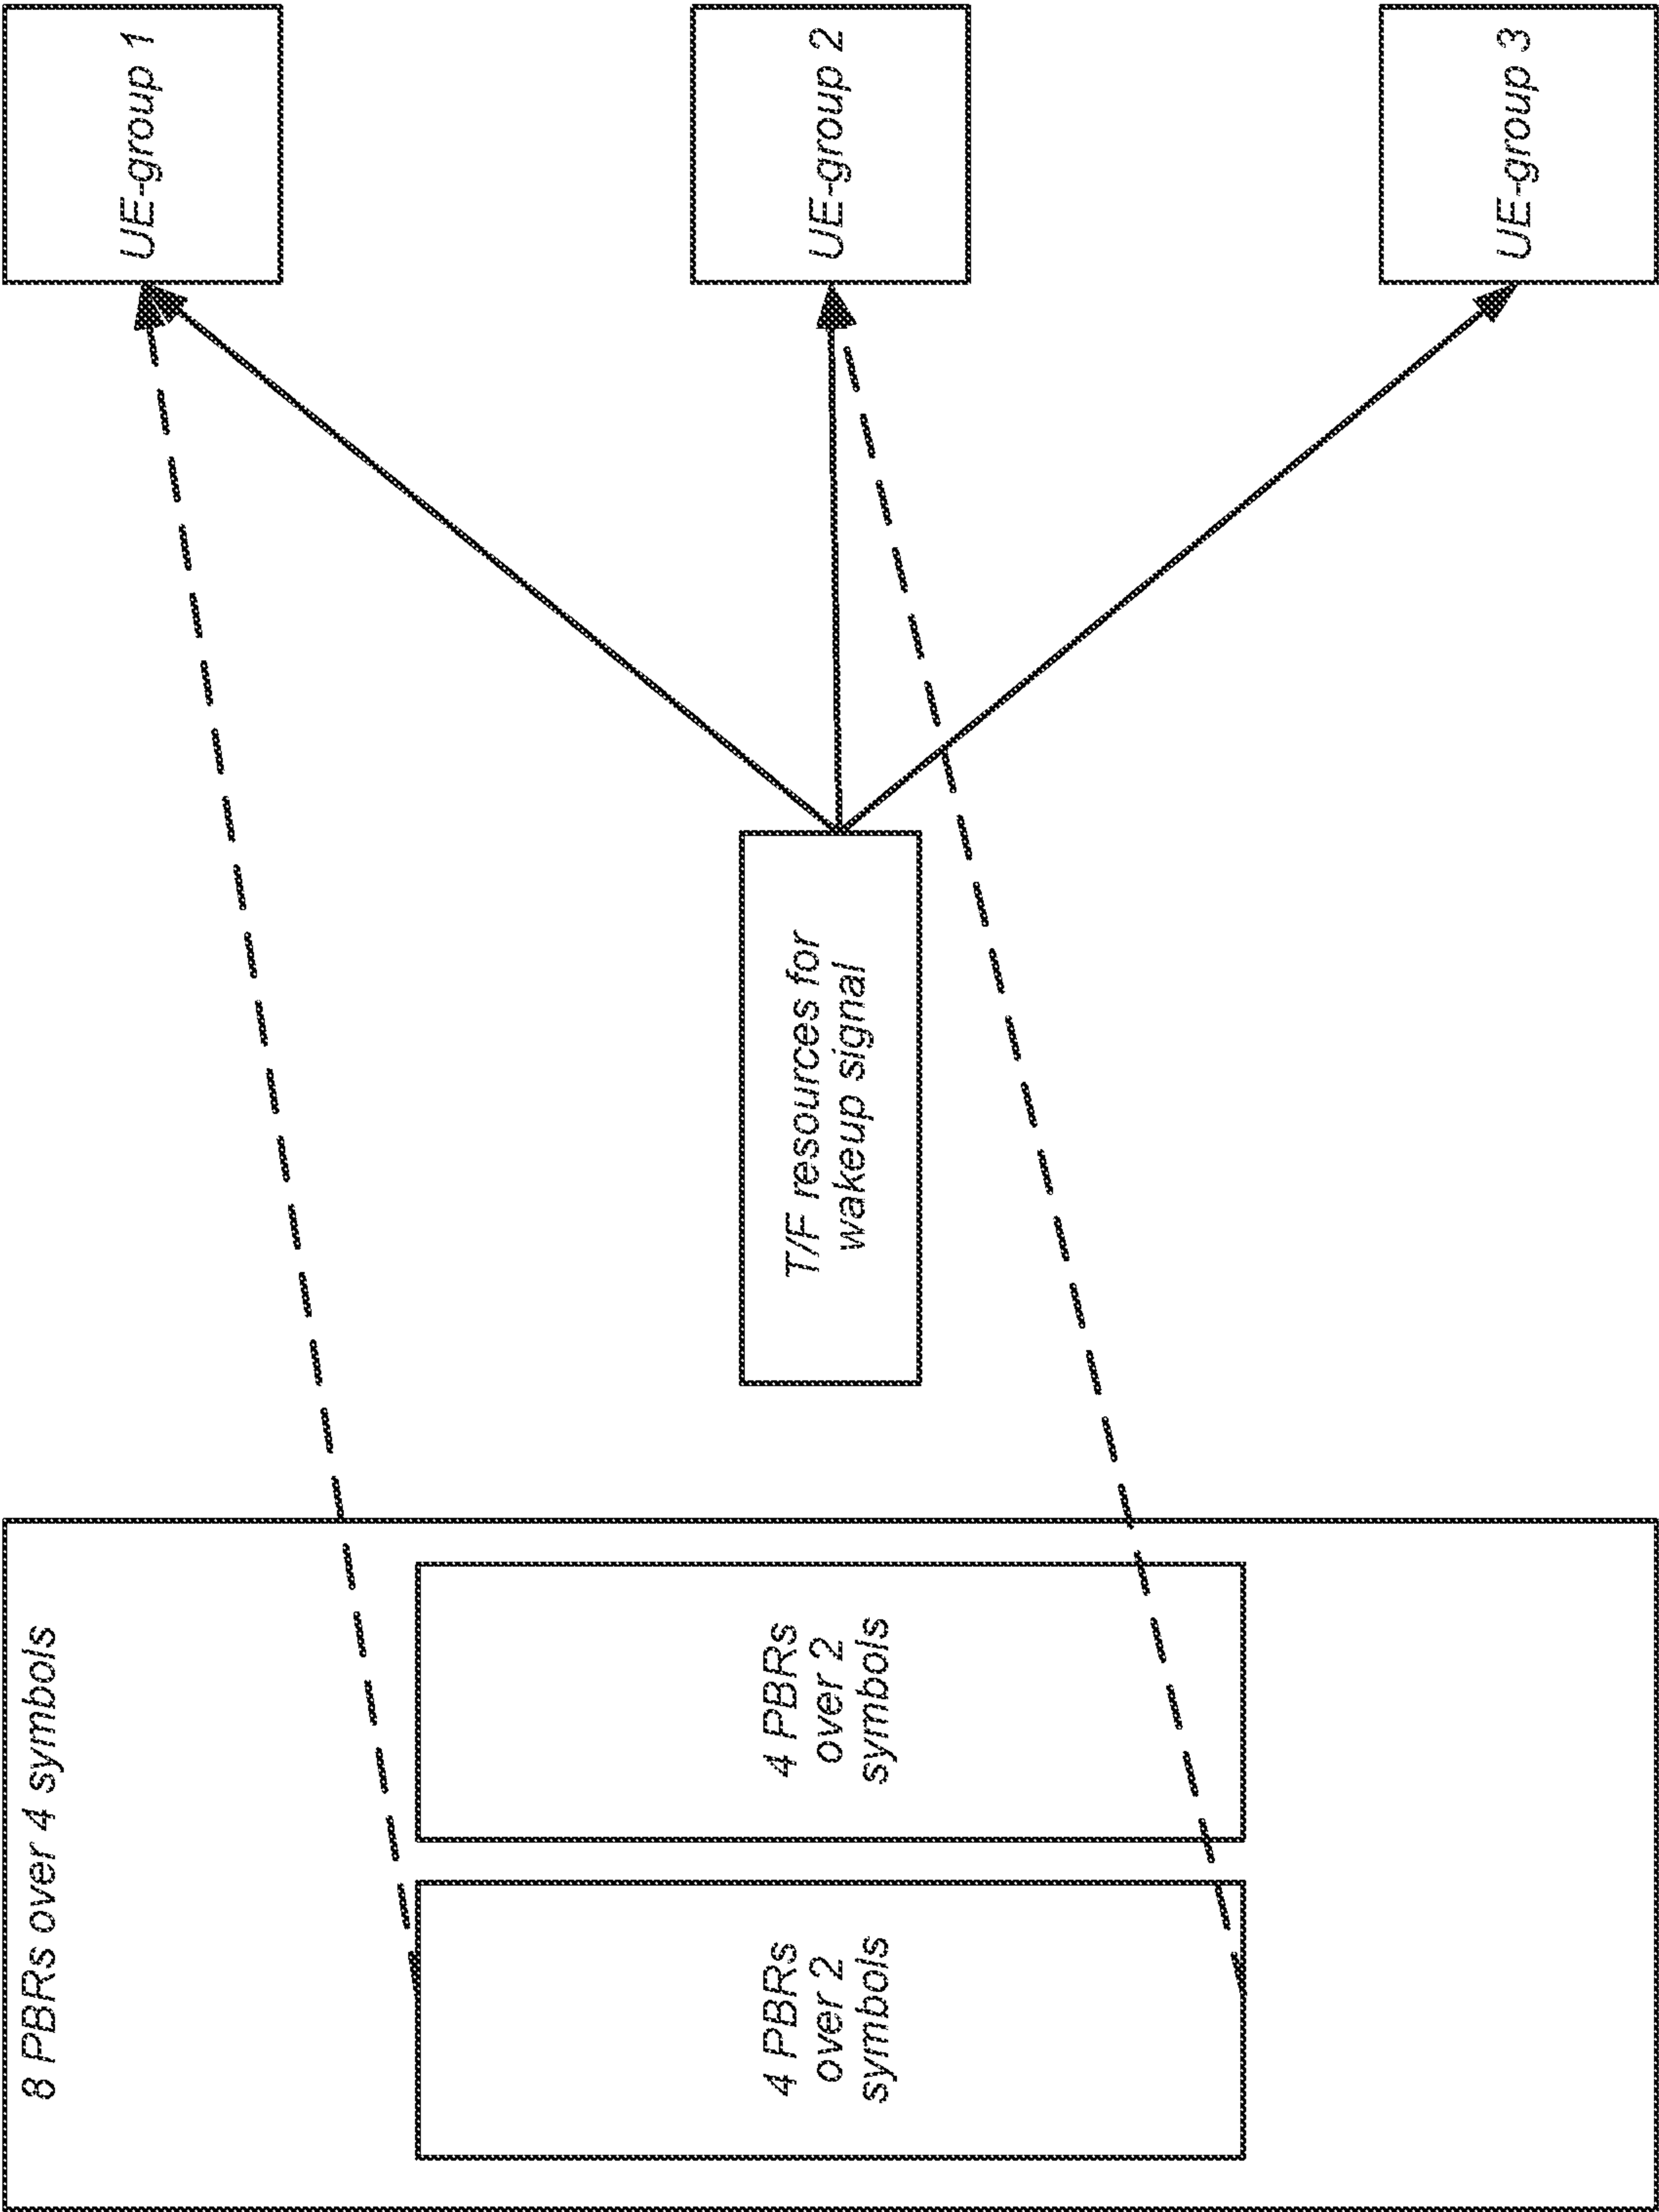 8 PBRs over 4 symbols
4 PBRs
over 2
symbols
4 PBRs
over 2
symbols
T/F resources for
wakeup signal
UE-group 1
UE-group 2
UE-group 3